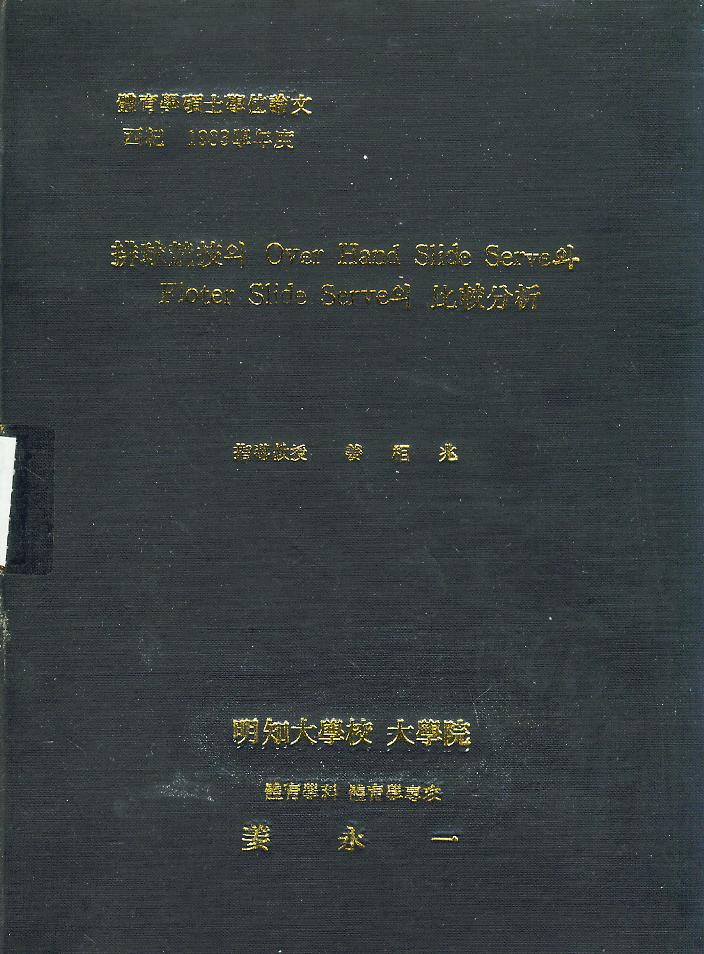 體育學碩士學位論文
西紀 1983學年度
排球競技의 Over Hand Slide Serve와
Floter Slide Serve의 比較分析
指導敎授 姜 相 兆
明知大學校 大學院
體育學科 體育學專攻
姜 永 一